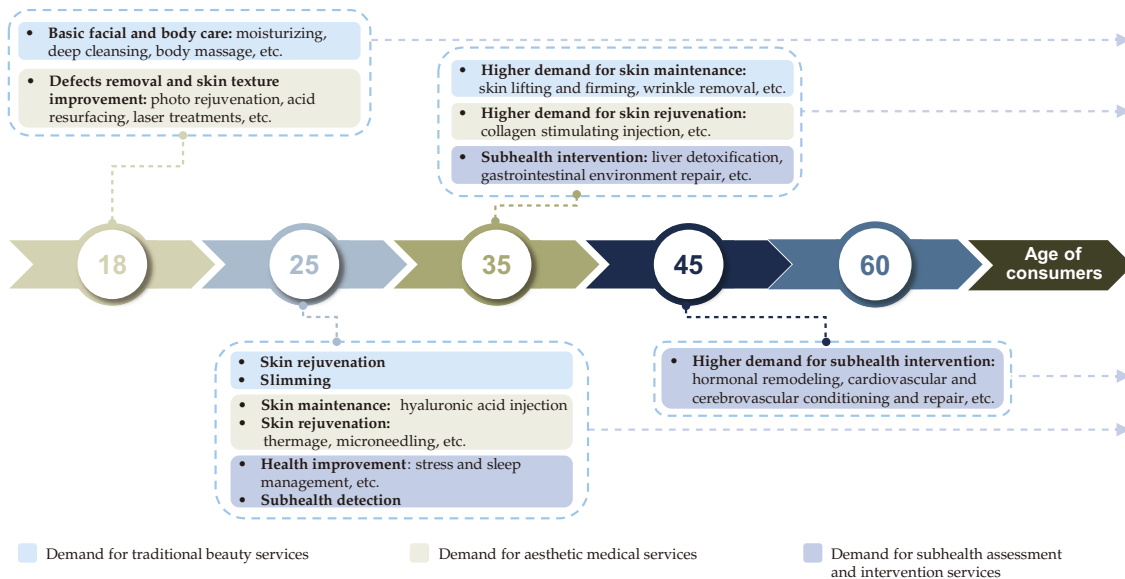 • Basic facial and body care: moisturizing,
deep cleansing, body massage, etc.
• Defects removal and skin texture
improvement: photo rejuvenation, acid
resurfacing, laser treatments, etc.
• Higher demand for skin maintenance:
skin lifting and firming, wrinkle removal, etc.
• Higher demand for skin rejuvenation:
collagen stimulating injection, etc.
• Subhealth intervention: liver detoxification,
gastrointestinal environment repair, etc.
18
25
35
45
60
Age of
consumers
• Skin rejuvenation
• Slimming
• Skin maintenance: hyaluronic acid injection
• Skin rejuvenation:
thermage, microneedling, etc.
• Health improvement: stress and sleep
management, etc.
• Subhealth detection
• Higher demand for subhealth intervention:
hormonal remodeling, cardiovascular and
cerebrovascular conditioning and repair, etc.
Demand for traditional beauty services
Demand for aesthetic medical services
Demand for subhealth assessment
and intervention services